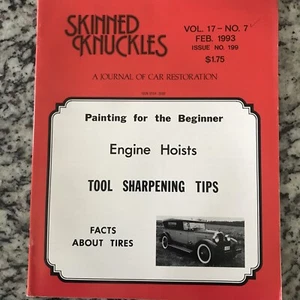 SKINNED
KNUCKLES
VOL. 17 - NO. 7
FEB. 1993
ISSUE NO. 199
$1.75
A JOURNAL OF CAR RESTORATION
Painting for the Beginner
Engine Hoists
TOOL SHARPENING TIPS
FACTS
ABOUT TIRES